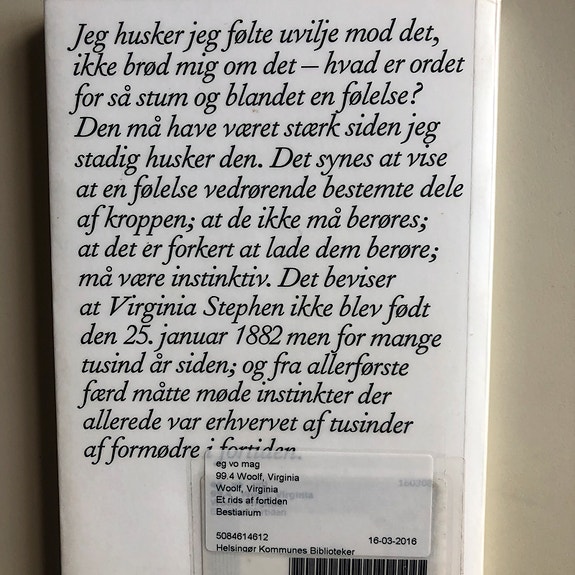 Jeg husker jeg følte uvilje mod det,
ikke brød mig om det – hvad er ordet
for så stum og blandet en følelse?
Den må have været stærk siden jeg
stadig husker den. Det synes at vise
at en følelse vedrørende bestemte dele
af kroppen; at de ikke må berøres;
at det er forkert at lade dem berøre;
må være instinktiv. Det beviser
at Virginia Stephen ikke blev født
den 25. januar 1882 men for mange
tusind år siden; og fra allerførste
færd måtte møde instinkter der
allerede var erhvervet af tusinder
af formødre i fortiden.
eg vo mag
99.4 Woolf, Virginia
Woolf, Virginia
Et rids af fortiden
Bestiarium
5084614612 16-03-2016
Helsingør Kommunes Biblioteker